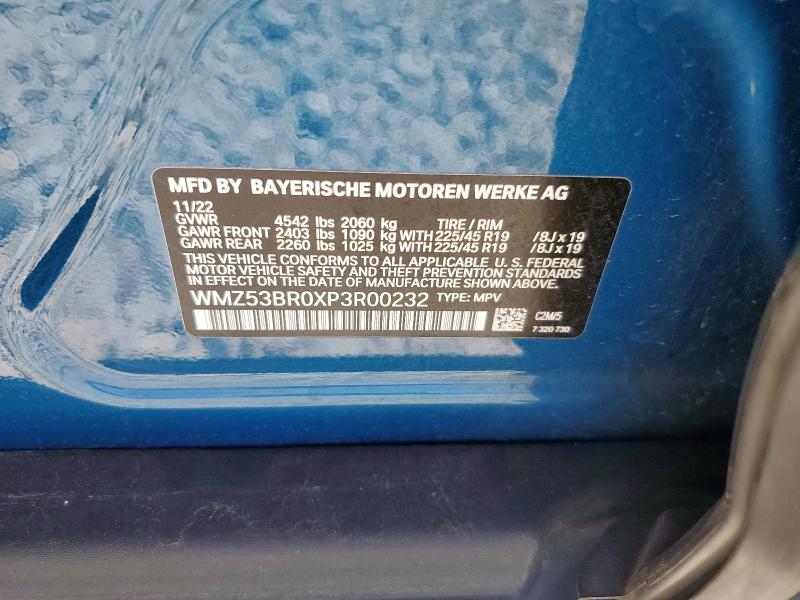 MFD BY BAYERISCHE MOTOREN WERKE AG
11/22
GVWR 4542 lbs 2060 kg TIRE / RIM
GAWR FRONT 2403 lbs 1090 kg WITH 225/45 R19 /8J x 19
GAWR REAR 2260 lbs 1025 kg WITH 225/45 R19 /8J x 19
THIS VEHICLE CONFORMS TO ALL APPLICABLE U. S. FEDERAL
MOTOR VEHICLE SAFETY AND THEFT PREVENTION STANDARDS
IN EFFECT ON THE DATE OF MANUFACTURE SHOWN ABOVE.
WMZ53BR0XP3R00232 TYPE: MPV
C2M/5
7 320 730